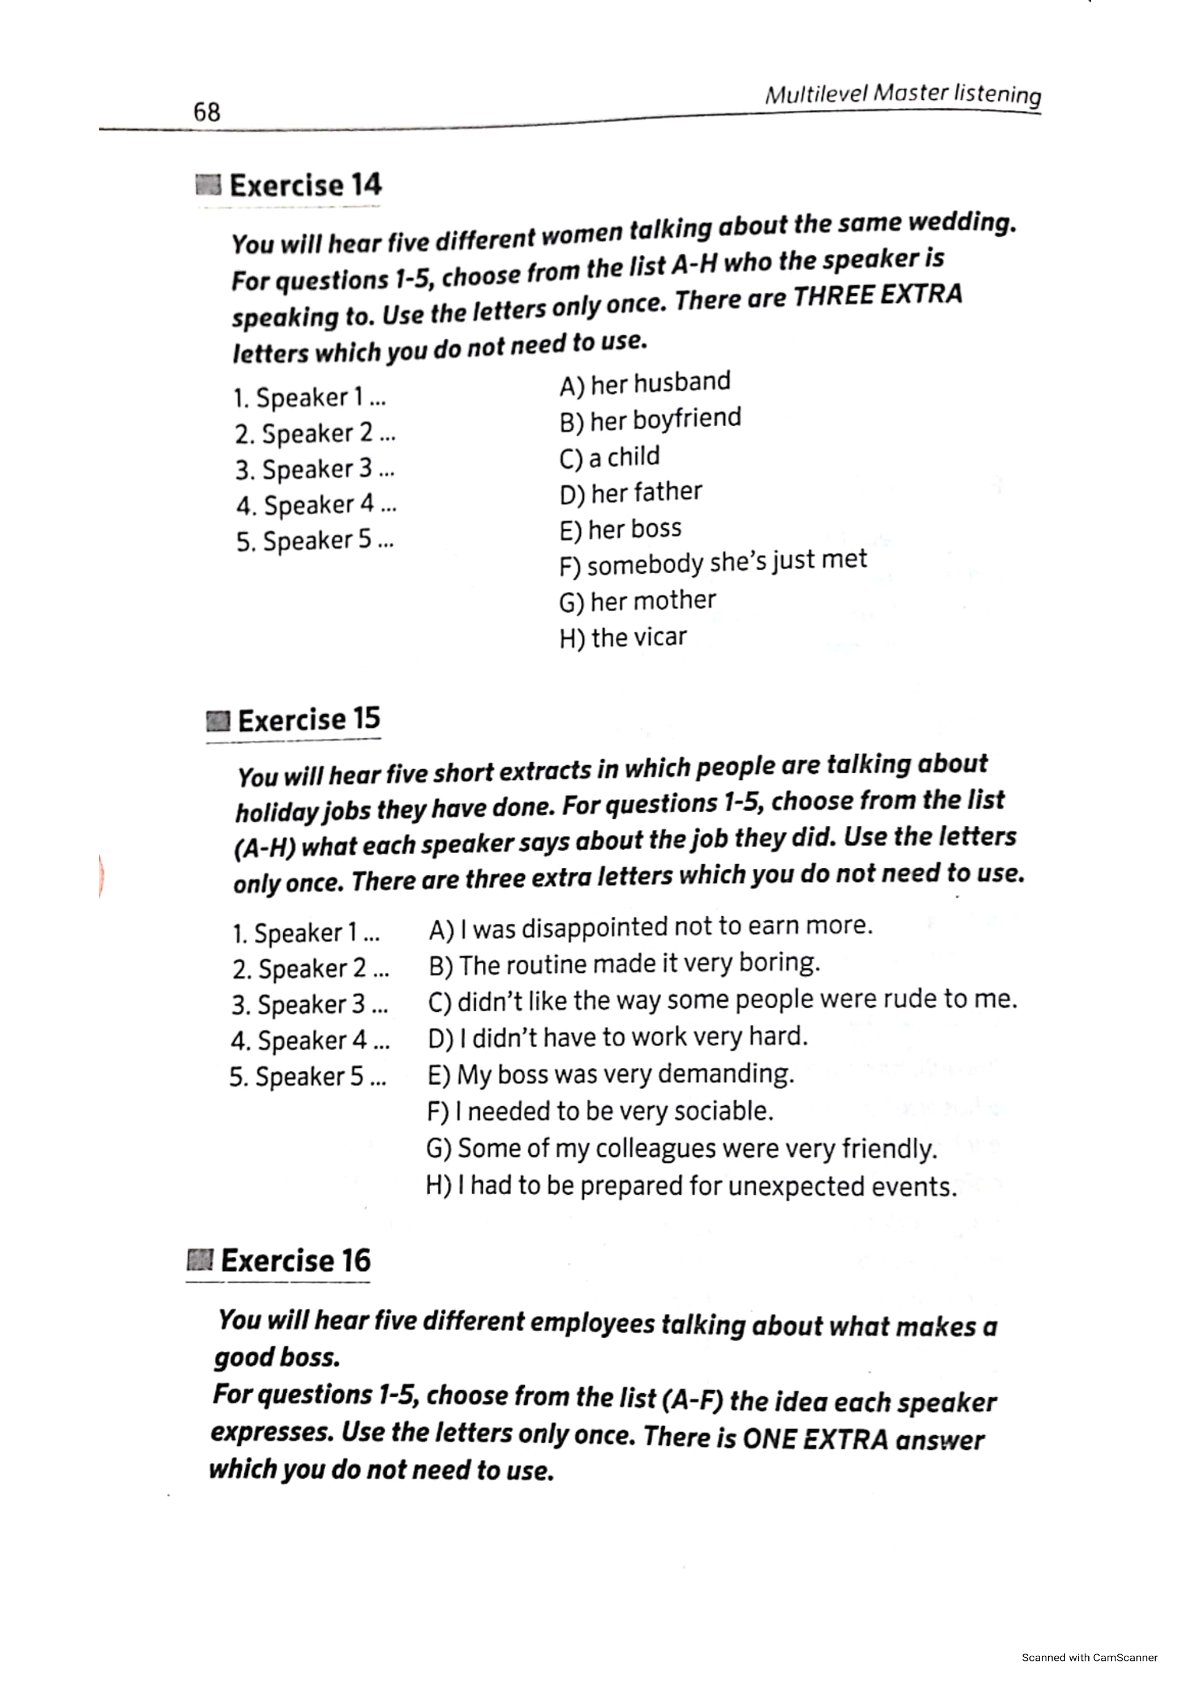 68
Multilevel Master listening
Exercise 14
You will hear five different women talking about the same wedding.
For questions 1-5, choose from the list A-H who the speaker is
speaking to. Use the letters only once. There are THREE EXTRA
letters which you do not need to use.
1. Speaker 1 ...
2. Speaker 2 ...
3. Speaker 3 ...
4. Speaker 4 ...
5. Speaker 5 ...
A) her husband
B) her boyfriend
C) a child
D) her father
E) her boss
F) somebody she's just met
G) her mother
H) the vicar
Exercise 15
You will hear five short extracts in which people are talking about
holiday jobs they have done. For questions 1-5, choose from the list
(A-H) what each speaker says about the job they did. Use the letters
only once. There are three extra letters which you do not need to use.
1. Speaker 1 ...
2. Speaker 2 ...
3. Speaker 3 ...
4. Speaker 4 ...
5. Speaker 5 ...
A) I was disappointed not to earn more.
B) The routine made it very boring.
C) didn't like the way some people were rude to me.
D) I didn't have to work very hard.
E) My boss was very demanding.
F) I needed to be very sociable.
G) Some of my colleagues were very friendly.
H) I had to be prepared for unexpected events.
Exercise 16
You will hear five different employees talking about what makes a
good boss.
For questions 1-5, choose from the list (A-F) the idea each speaker
expresses. Use the letters only once. There is ONE EXTRA answer
which you do not need to use.
Scanned with CamScanner